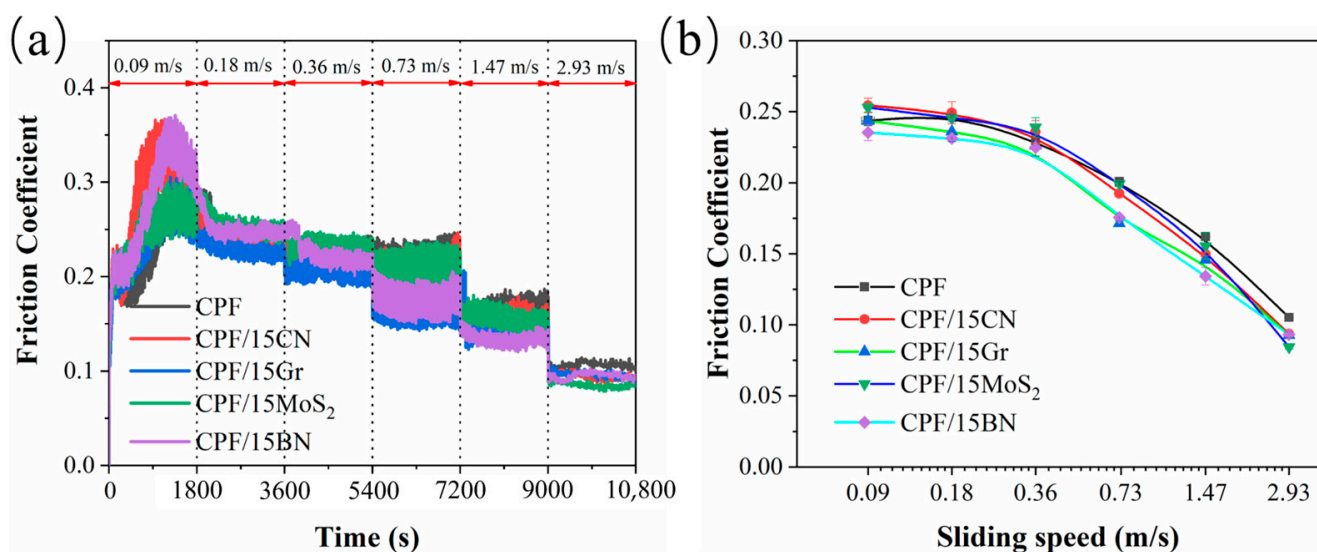 (a)
0.09 m/s 0.18 m/s 0.36 m/s 0.73 m/s 1.47 m/s 2.93 m/s
Friction Coefficient
0.4
0.3
0.2
0.1
0.0
CPF
CPF/15CN
CPF/15Gr
CPF/15MoS₂
CPF/15BN
0 1800 3600 5400 7200 9000 10,800
Time (s)
(b)
Friction Coefficient
0.30
0.25
0.20
0.15
0.10
0.05
0.00
CPF
CPF/15CN
CPF/15Gr
CPF/15MoS₂
CPF/15BN
0.09 0.18 0.36 0.73 1.47 2.93
Sliding speed (m/s)